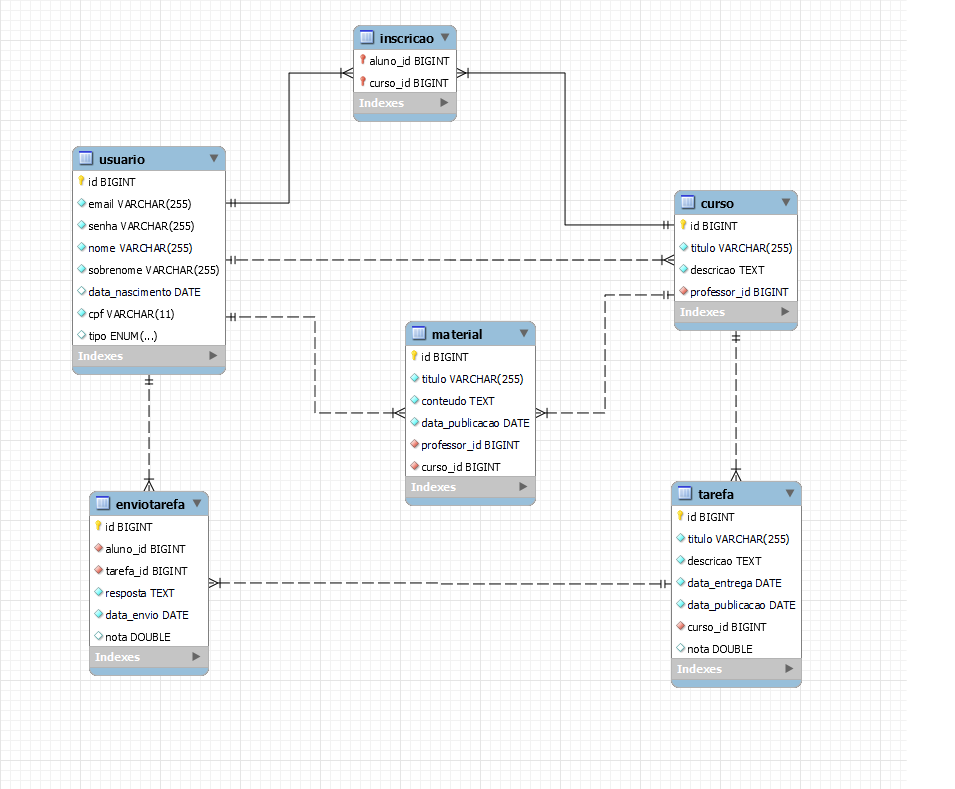 inscricao
aluno_id BIGINT
curso_id BIGINT
Indexes
usuario
id BIGINT
email VARCHAR(255)
senha VARCHAR(255)
nome VARCHAR(255)
sobrenome VARCHAR(255)
data_nascimento DATE
cpf VARCHAR(11)
tipo ENUM(...)
Indexes
curso
id BIGINT
titulo VARCHAR(255)
descricao TEXT
professor_id BIGINT
Indexes
material
id BIGINT
titulo VARCHAR(255)
conteudo TEXT
data_publicacao DATE
professor_id BIGINT
curso_id BIGINT
Indexes
enviotarefa
id BIGINT
aluno_id BIGINT
tarefa_id BIGINT
resposta TEXT
data_envio DATE
nota DOUBLE
Indexes
tarefa
id BIGINT
titulo VARCHAR(255)
descricao TEXT
data_entrega DATE
data_publicacao DATE
curso_id BIGINT
nota DOUBLE
Indexes